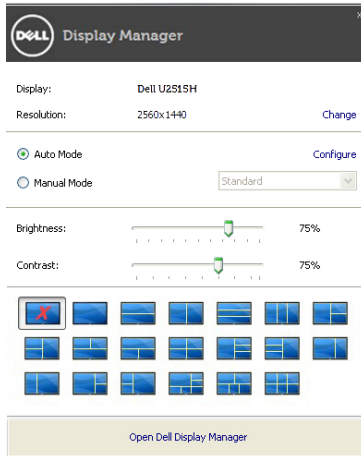 DELL Display Manager
Display: Dell U2515H
Resolution: 2560x1440 Change
Auto Mode Configure
Manual Mode Standard
Brightness: 75%
Contrast: 75%
Open Dell Display Manager